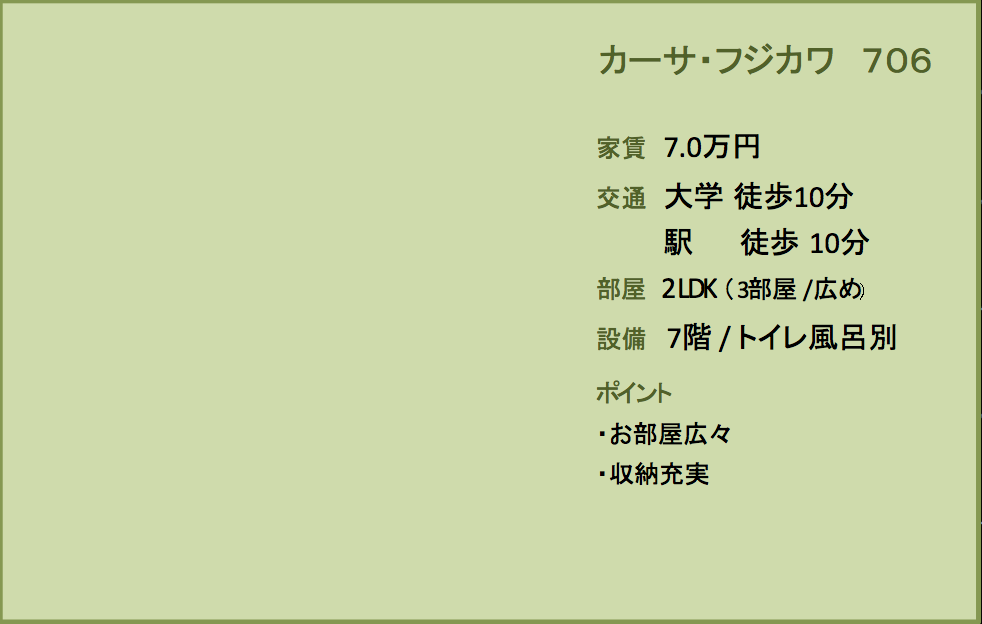 カーサ・フジカワ　７０６
家賃 7.0万円
交通 大学 徒歩10分
駅 徒歩 10分
部屋 2LDK（3部屋 /広め）
設備 7階 / トイレ風呂別
ポイント
・お部屋広々
・収納充実